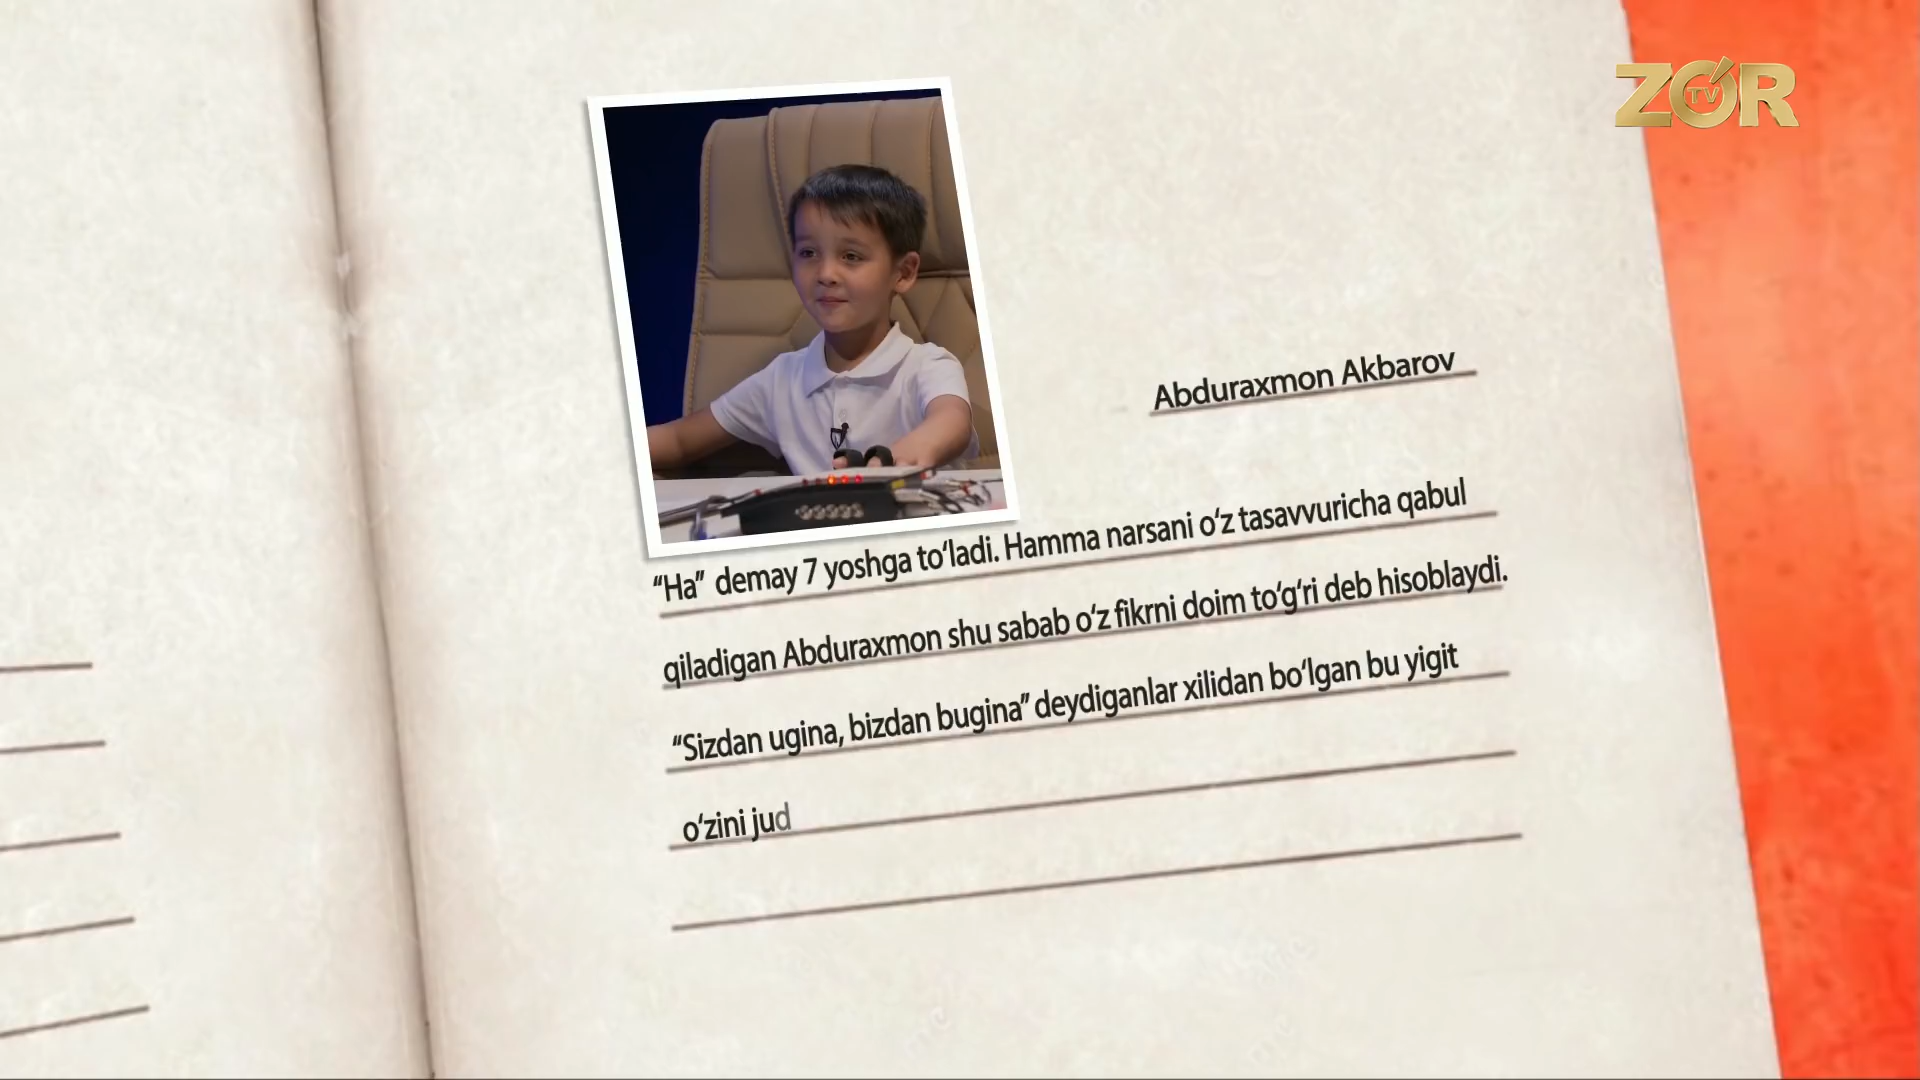 ZO'R
TV
Abduraxmon Akbarov
“Ha” demay 7 yoshga to‘ladi. Hamma narsani o‘z tasavvuricha qabul
qiladigan Abduraxmon shu sabab o‘z fikrni doim to‘g‘ri deb hisoblaydi.
“Sizdan ugina, bizdan bugina” deydiganlar xilidan bo‘lgan bu yigit
o‘zini jud